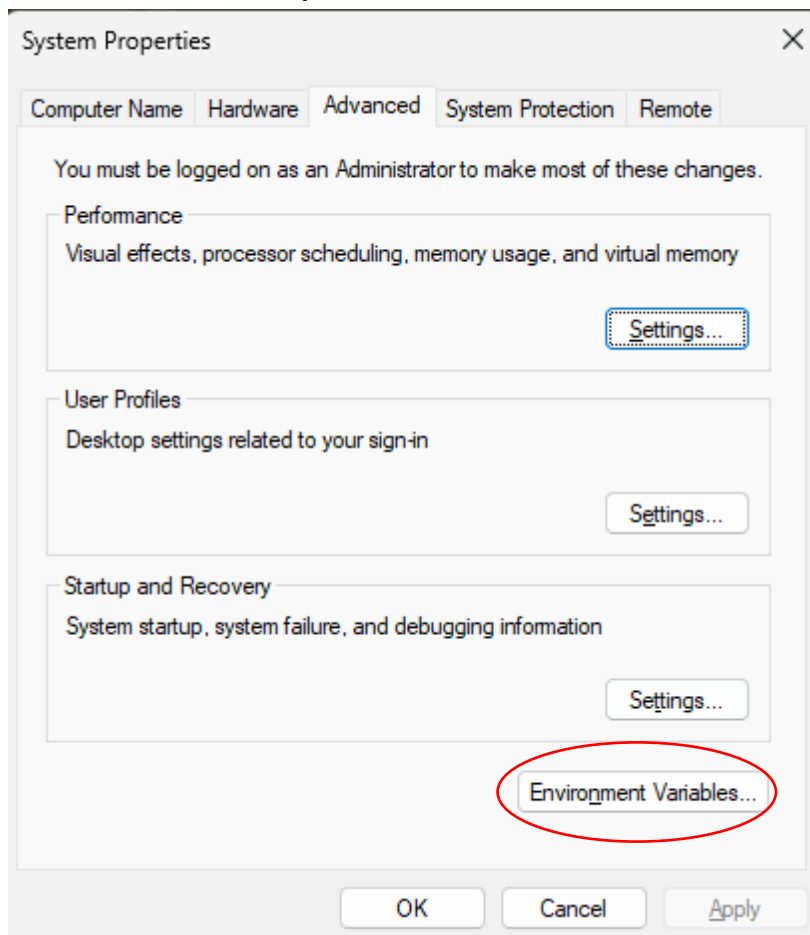 System Properties
Computer Name Hardware Advanced System Protection Remote
You must be logged on as an Administrator to make most of these changes.
Performance
Visual effects, processor scheduling, memory usage, and virtual memory
Settings...
User Profiles
Desktop settings related to your sign-in
Settings...
Startup and Recovery
System startup, system failure, and debugging information
Settings...
Environment Variables...
OK Cancel Apply